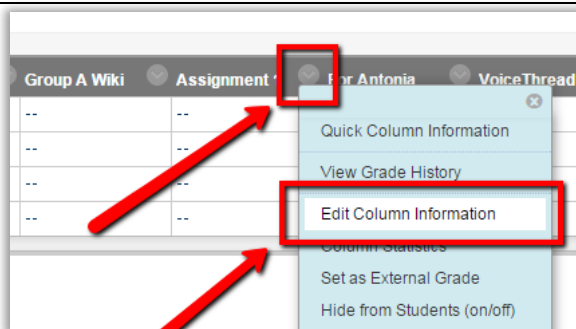 Group A Wiki Assignment For Antonia VoiceThread
-- --
-- --
-- --
-- --
Quick Column Information
View Grade History
Edit Column Information
Column Statistics
Set as External Grade
Hide from Students (on/off)